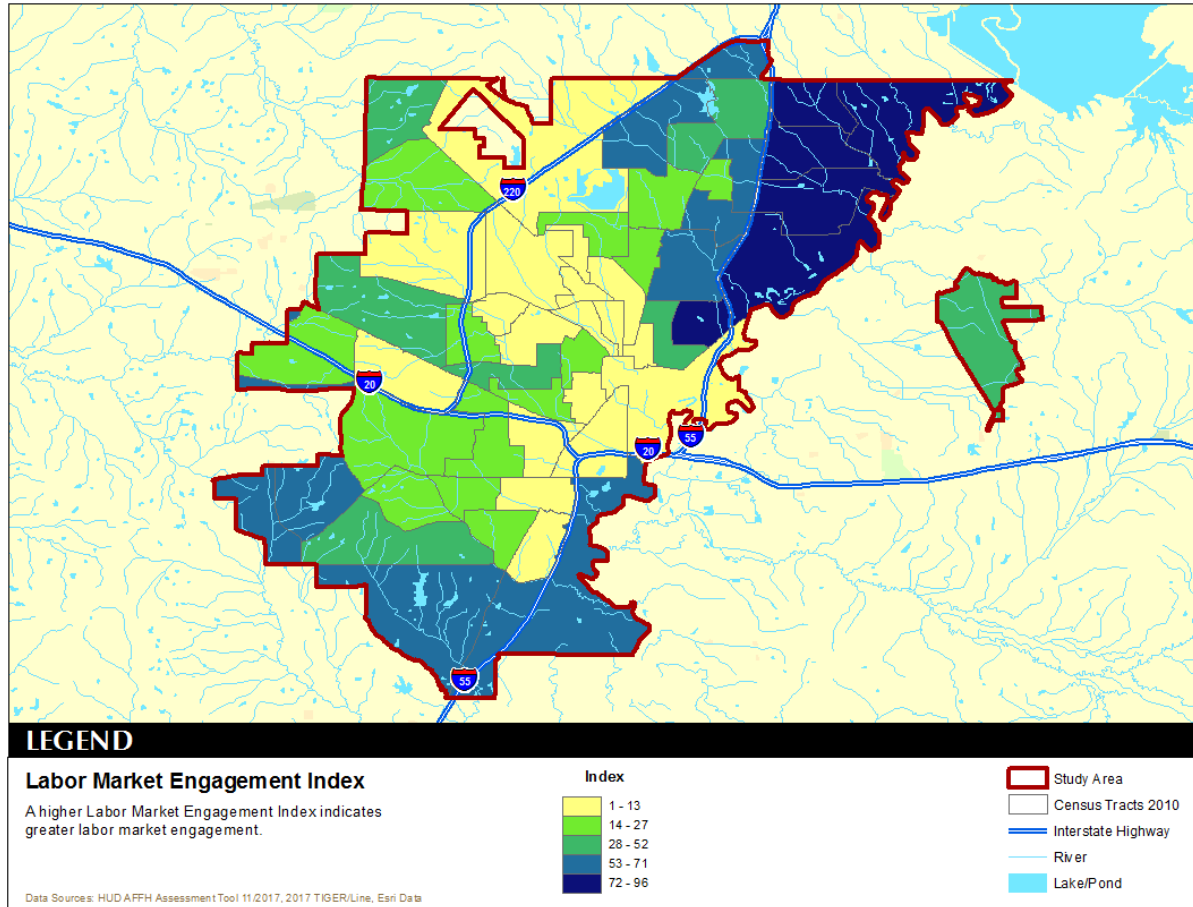 220
20
20
55
55
LEGEND
Labor Market Engagement Index
A higher Labor Market Engagement Index indicates
greater labor market engagement.
Data Sources: HUD AFFH Assessment Tool 11/2017, 2017 TIGER/Line, Esri Data
Index
1 - 13
14 - 27
28 - 52
53 - 71
72 - 96
Study Area
Census Tracts 2010
Interstate Highway
River
Lake/Pond